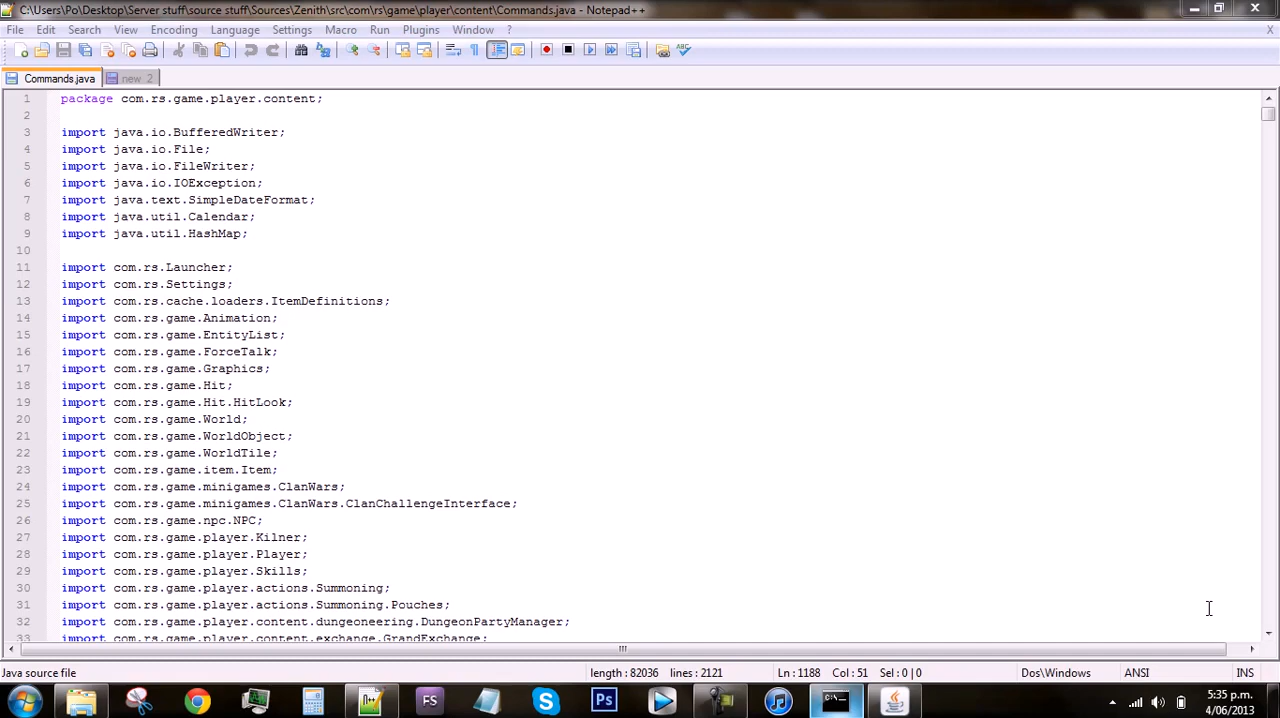 C:\Users\Po\Desktop\Server stuff\source stuff\Sources\Zenith\src\com\rs\game\player\content\Commands.java - Notepad++
File Edit Search View Encoding Language Settings Macro Run Plugins Window ? X
Commands.java new 2
1 package com.rs.game.player.content;
2
3 import java.io.BufferedWriter;
4 import java.io.File;
5 import java.io.FileWriter;
6 import java.io.IOException;
7 import java.text.SimpleDateFormat;
8 import java.util.Calendar;
9 import java.util.HashMap;
10
11 import com.rs.Launcher;
12 import com.rs.Settings;
13 import com.rs.cache.loaders.ItemDefinitions;
14 import com.rs.game.Animation;
15 import com.rs.game.EntityList;
16 import com.rs.game.ForceTalk;
17 import com.rs.game.Graphics;
18 import com.rs.game.Hit;
19 import com.rs.game.Hit.HitLook;
20 import com.rs.game.World;
21 import com.rs.game.WorldObject;
22 import com.rs.game.WorldTile;
23 import com.rs.game.item.Item;
24 import com.rs.game.minigames.ClanWars;
25 import com.rs.game.minigames.ClanWars.ClanChallengeInterface;
26 import com.rs.game.npc.NPC;
27 import com.rs.game.player.Kilner;
28 import com.rs.game.player.Player;
29 import com.rs.game.player.Skills;
30 import com.rs.game.player.actions.Summoning;
31 import com.rs.game.player.actions.Summoning.Pouches;
32 import com.rs.game.player.content.dungeoneering.DungeonPartyManager;
33 import com.rs.game.player.content.exchange.GrandExchange;
Java source file length : 82036 lines : 2121 Ln : 1188 Col : 51 Sel : 0 | 0 Dos\Windows ANSI INS
FS Ps
5:35 p.m.
4/06/2013